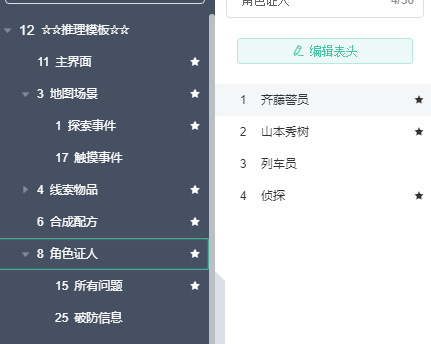 12 ☆☆推理模板☆☆
11 主界面 ★
3 地图场景 ★
1 探索事件 ★
17 触摸事件
4 线索物品 ★
6 合成配方 ★
8 角色证人 ★
15 所有问题 ★
25 破防信息
角色证人 4/50
编辑表头
1 齐藤警员 ★
2 山本秀树 ★
3 列车员
4 侦探 ★